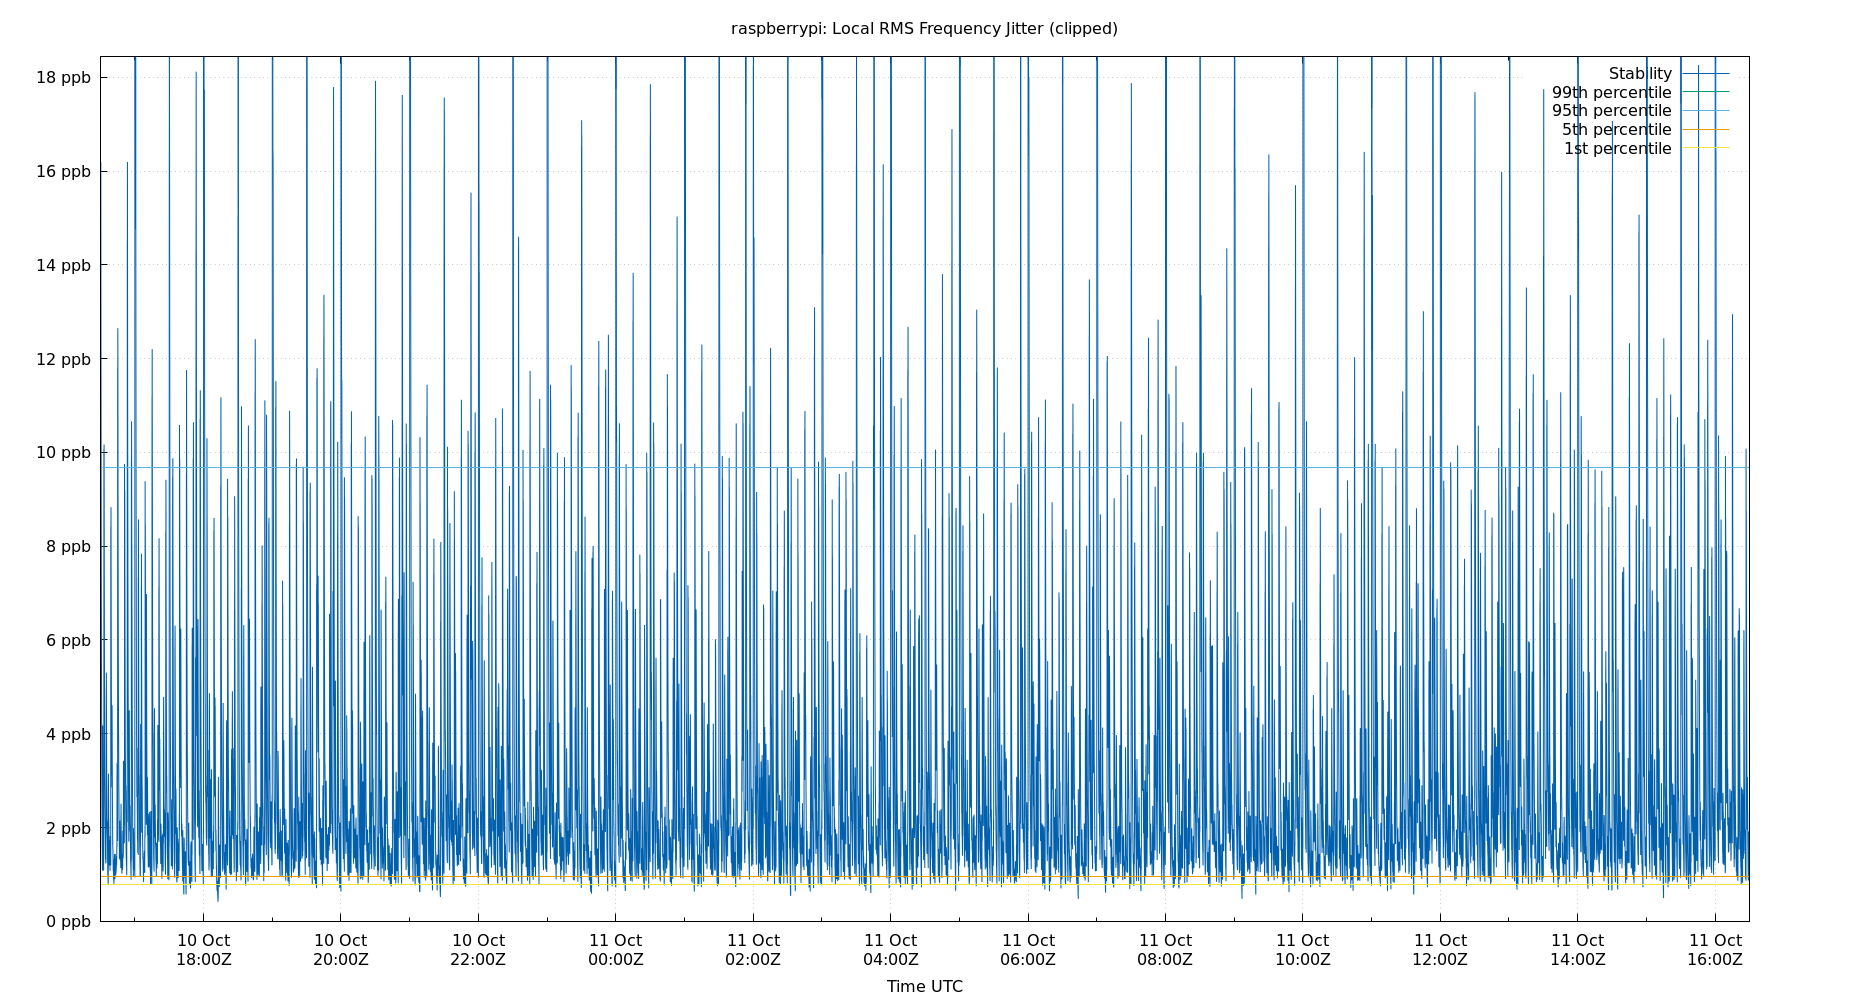 raspberrypi: Local RMS Frequency Jitter (clipped)
18 ppb
16 ppb
14 ppb
12 ppb
10 ppb
8 ppb
6 ppb
4 ppb
2 ppb
0 ppb
Stability
99th percentile
95th percentile
5th percentile
1st percentile
10 Oct
18:00Z
10 Oct
20:00Z
10 Oct
22:00Z
11 Oct
00:00Z
11 Oct
02:00Z
11 Oct
04:00Z
11 Oct
06:00Z
11 Oct
08:00Z
11 Oct
10:00Z
11 Oct
12:00Z
11 Oct
14:00Z
11 Oct
16:00Z
Time UTC